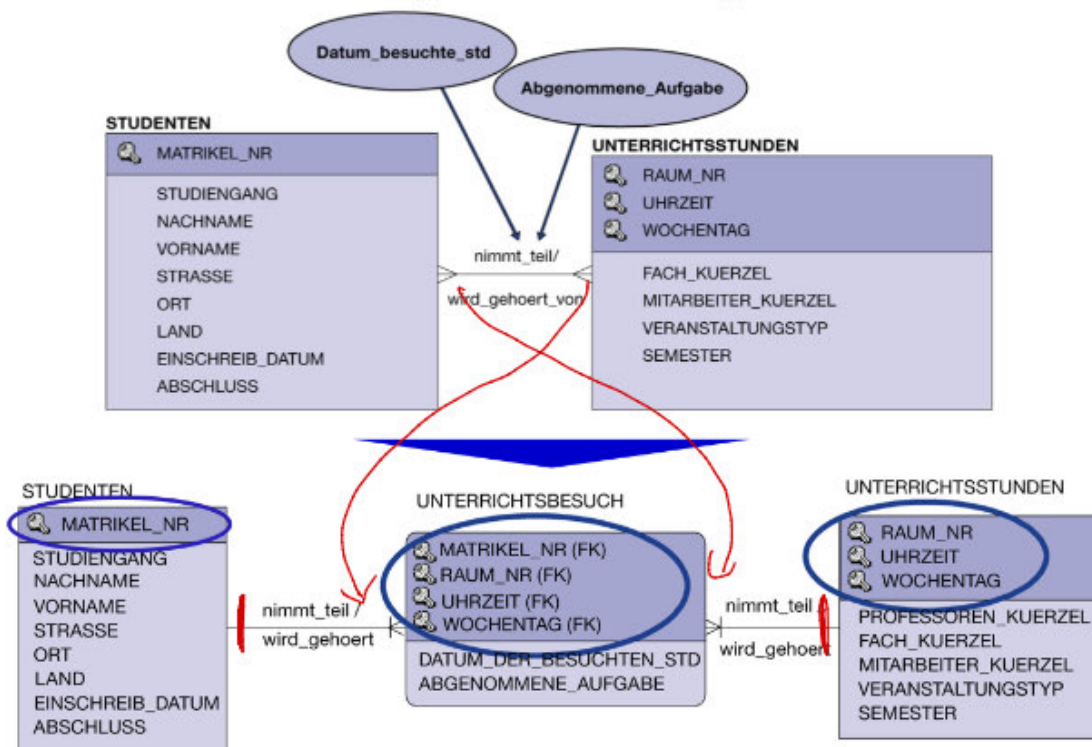 Datum_besuchte_std
Abgenommene_Aufgabe
STUDENTEN
MATRIKEL_NR
STUDIENGANG
NACHNAME
VORNAME
STRASSE
ORT
LAND
EINSCHREIB_DATUM
ABSCHLUSS
nimmt_teil/
wird_gehoert_von
UNTERRICHTSSTUNDEN
RAUM_NR
UHRZEIT
WOCHENTAG
FACH_KUERZEL
MITARBEITER_KUERZEL
VERANSTALTUNGSTYP
SEMESTER
STUDENTEN
MATRIKEL_NR
STUDIENGANG
NACHNAME
VORNAME
STRASSE
ORT
LAND
EINSCHREIB_DATUM
ABSCHLUSS
nimmt_teil /
wird_gehoert
UNTERRICHTSBESUCH
MATRIKEL_NR (FK)
RAUM_NR (FK)
UHRZEIT (FK)
WOCHENTAG (FK)
DATUM_DER_BESUCHTEN_STD
ABGENOMMENE_AUFGABE
nimmt_teil
wird_gehoert
UNTERRICHTSSTUNDEN
RAUM_NR
UHRZEIT
WOCHENTAG
PROFESSOREN_KUERZEL
FACH_KUERZEL
MITARBEITER_KUERZEL
VERANSTALTUNGSTYP
SEMESTER